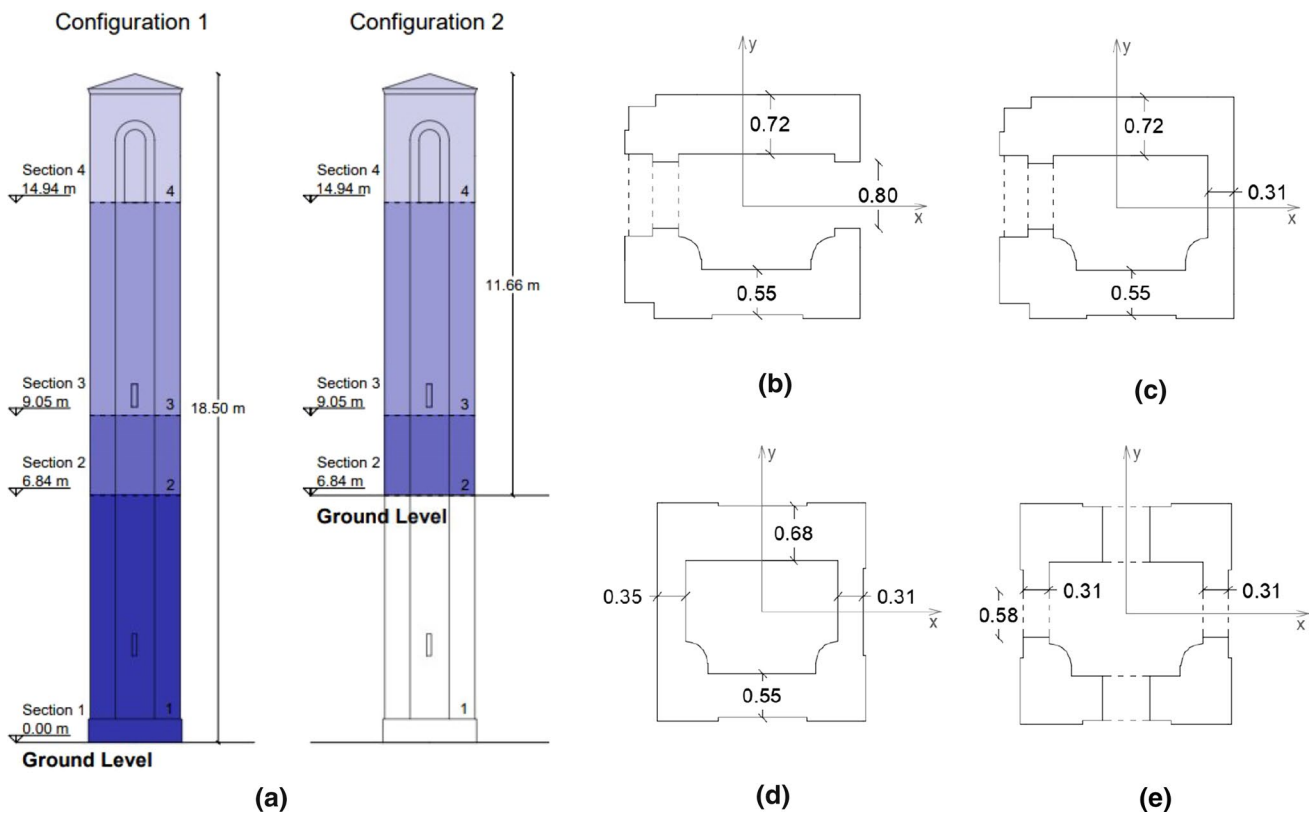 Configuration 1
Configuration 2
Section 4
14.94 m
4
Section 3
9.05 m
3
18.50 m
Section 2
6.84 m
2
Section 1
0.00 m
1
Ground Level
Section 4
14.94 m
4
11.66 m
Section 3
9.05 m
3
Section 2
6.84 m
2
Ground Level
1
(a)
y
0.72
0.80
x
0.55
(b)
y
0.72
0.31
x
0.55
(c)
y
0.68
0.35
0.31
x
0.55
(d)
y
0.31
0.31
0.58
x
(e)